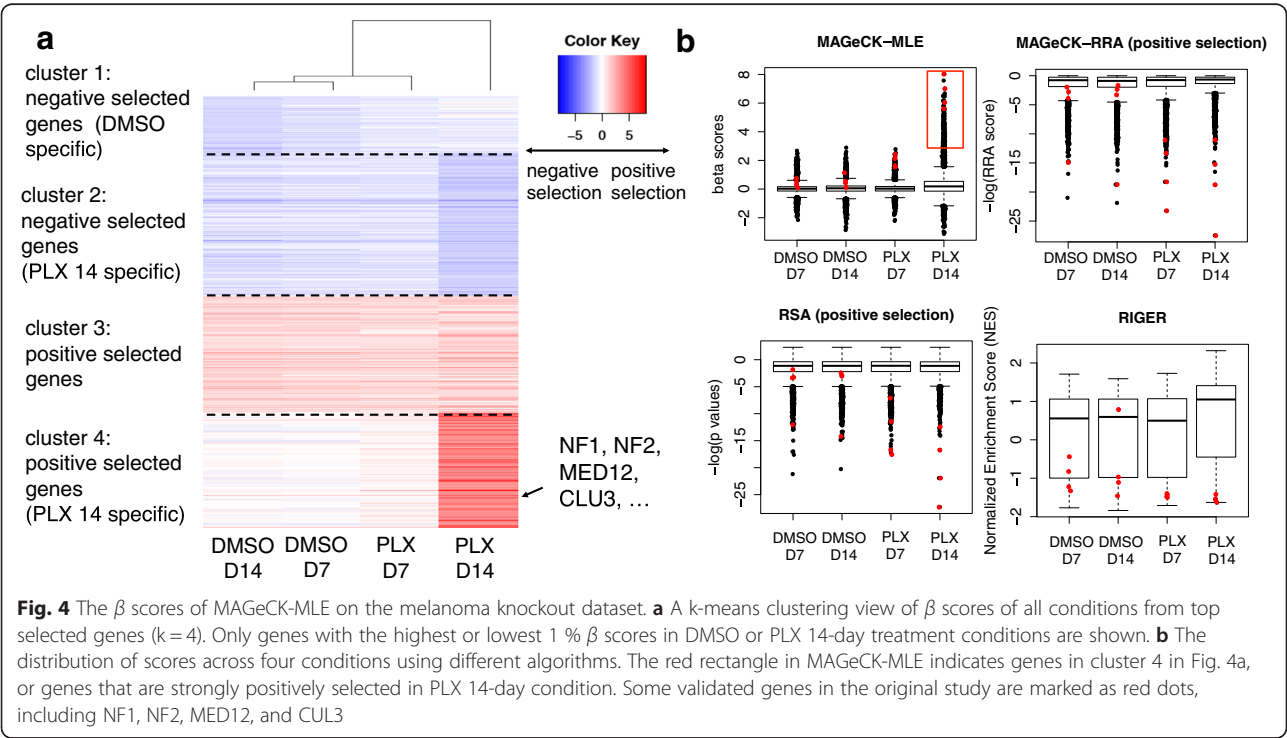 a
cluster 1:
negative selected
genes (DMSO
specific)
cluster 2:
negative selected
genes
(PLX 14 specific)
cluster 3:
positive selected
genes
cluster 4:
positive selected
genes
(PLX 14 specific)
DMSO D14
DMSO D7
PLX D7
PLX D14
Color Key
−5 0 5
negative selection
positive selection
NF1, NF2,
MED12,
CLU3, …
b
MAGeCK−MLE
beta scores
8
6
4
2
0
−2
DMSO D7
DMSO D14
PLX D7
PLX D14
MAGeCK−RRA (positive selection)
−log(RRA score)
0
−5
−15
−25
DMSO D7
DMSO D14
PLX D7
PLX D14
RSA (positive selection)
−log(p values)
0
−5
−15
−25
DMSO D7
DMSO D14
PLX D7
PLX D14
RIGER
Normalized Enrichment Score (NES)
2
1
0
−1
−2
DMSO D7
DMSO D14
PLX D7
PLX D14
Fig. 4 The β scores of MAGeCK-MLE on the melanoma knockout dataset. a A k-means clustering view of β scores of all conditions from top
selected genes (k = 4). Only genes with the highest or lowest 1 % β scores in DMSO or PLX 14-day treatment conditions are shown. b The
distribution of scores across four conditions using different algorithms. The red rectangle in MAGeCK-MLE indicates genes in cluster 4 in Fig. 4a,
or genes that are strongly positively selected in PLX 14-day condition. Some validated genes in the original study are marked as red dots,
including NF1, NF2, MED12, and CUL3